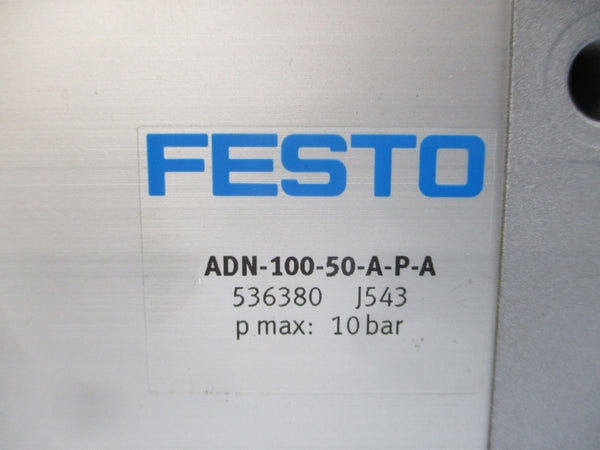 FESTO
ADN-100-50-A-P-A
536380 J543
p max: 10 bar